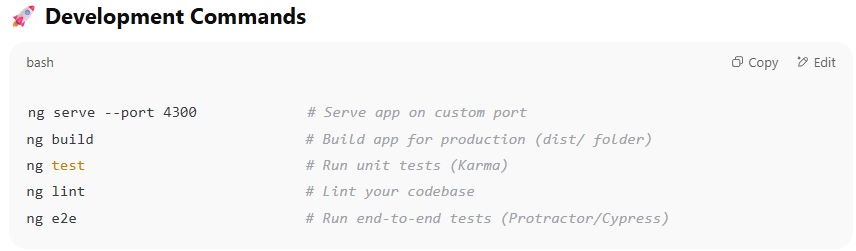 🚀 Development Commands
bash Copy Edit
ng serve --port 4300 # Serve app on custom port
ng build # Build app for production (dist/ folder)
ng test # Run unit tests (Karma)
ng lint # Lint your codebase
ng e2e # Run end-to-end tests (Protractor/Cypress)